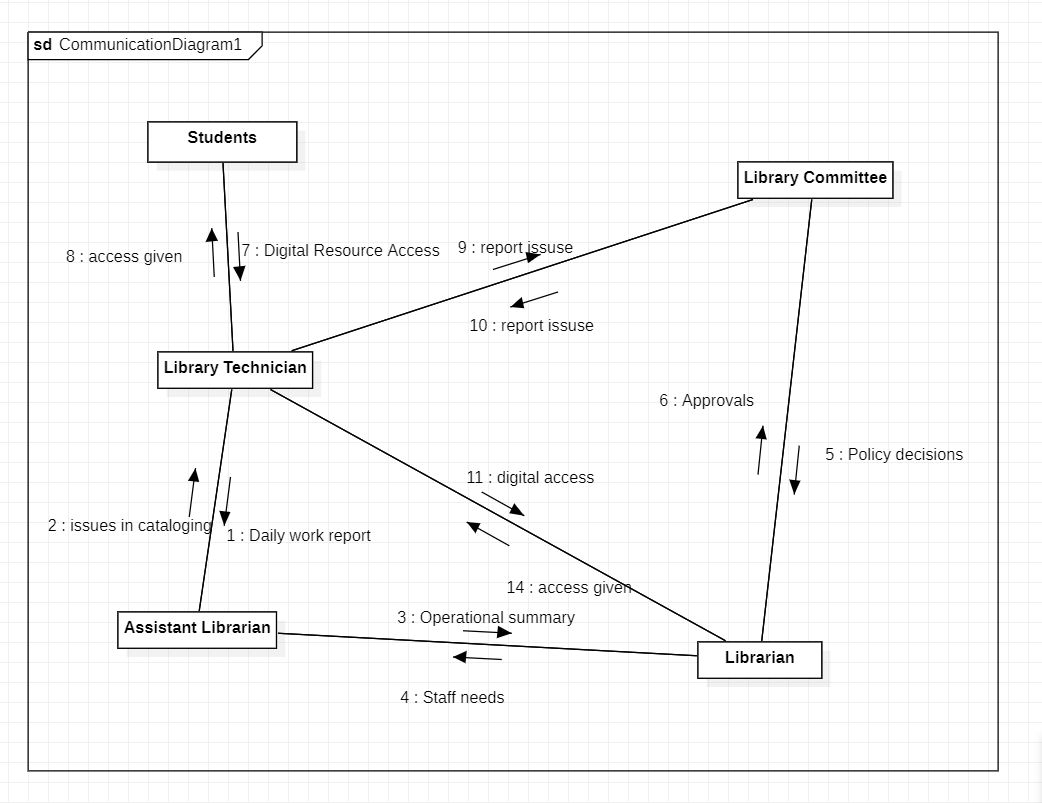 sd CommunicationDiagram1
Students
Library Committee
8 : access given
7 : Digital Resource Access
9 : report issuse
10 : report issuse
Library Technician
6 : Approvals
5 : Policy decisions
11 : digital access
2 : issues in cataloging
1 : Daily work report
14 : access given
3 : Operational summary
Assistant Librarian
Librarian
4 : Staff needs